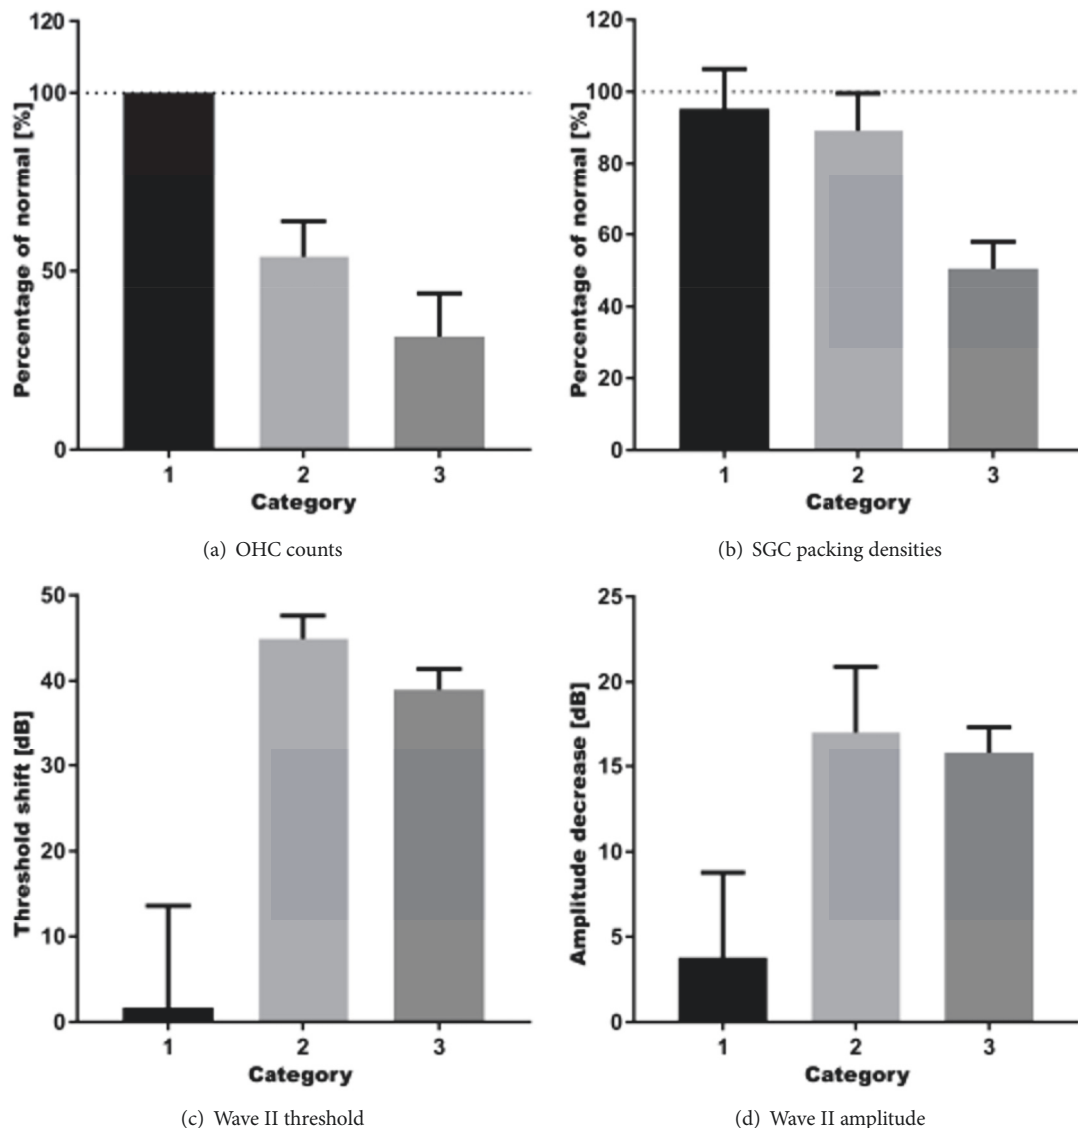 120
100
50
0
Percentage of normal [%]
1 2 3
Category
(a) OHC counts
120
100
80
60
40
20
0
Percentage of normal [%]
1 2 3
Category
(b) SGC packing densities
50
40
30
20
10
0
Threshold shift [dB]
1 2 3
Category
(c) Wave II threshold
25
20
15
10
5
0
Amplitude decrease [dB]
1 2 3
Category
(d) Wave II amplitude